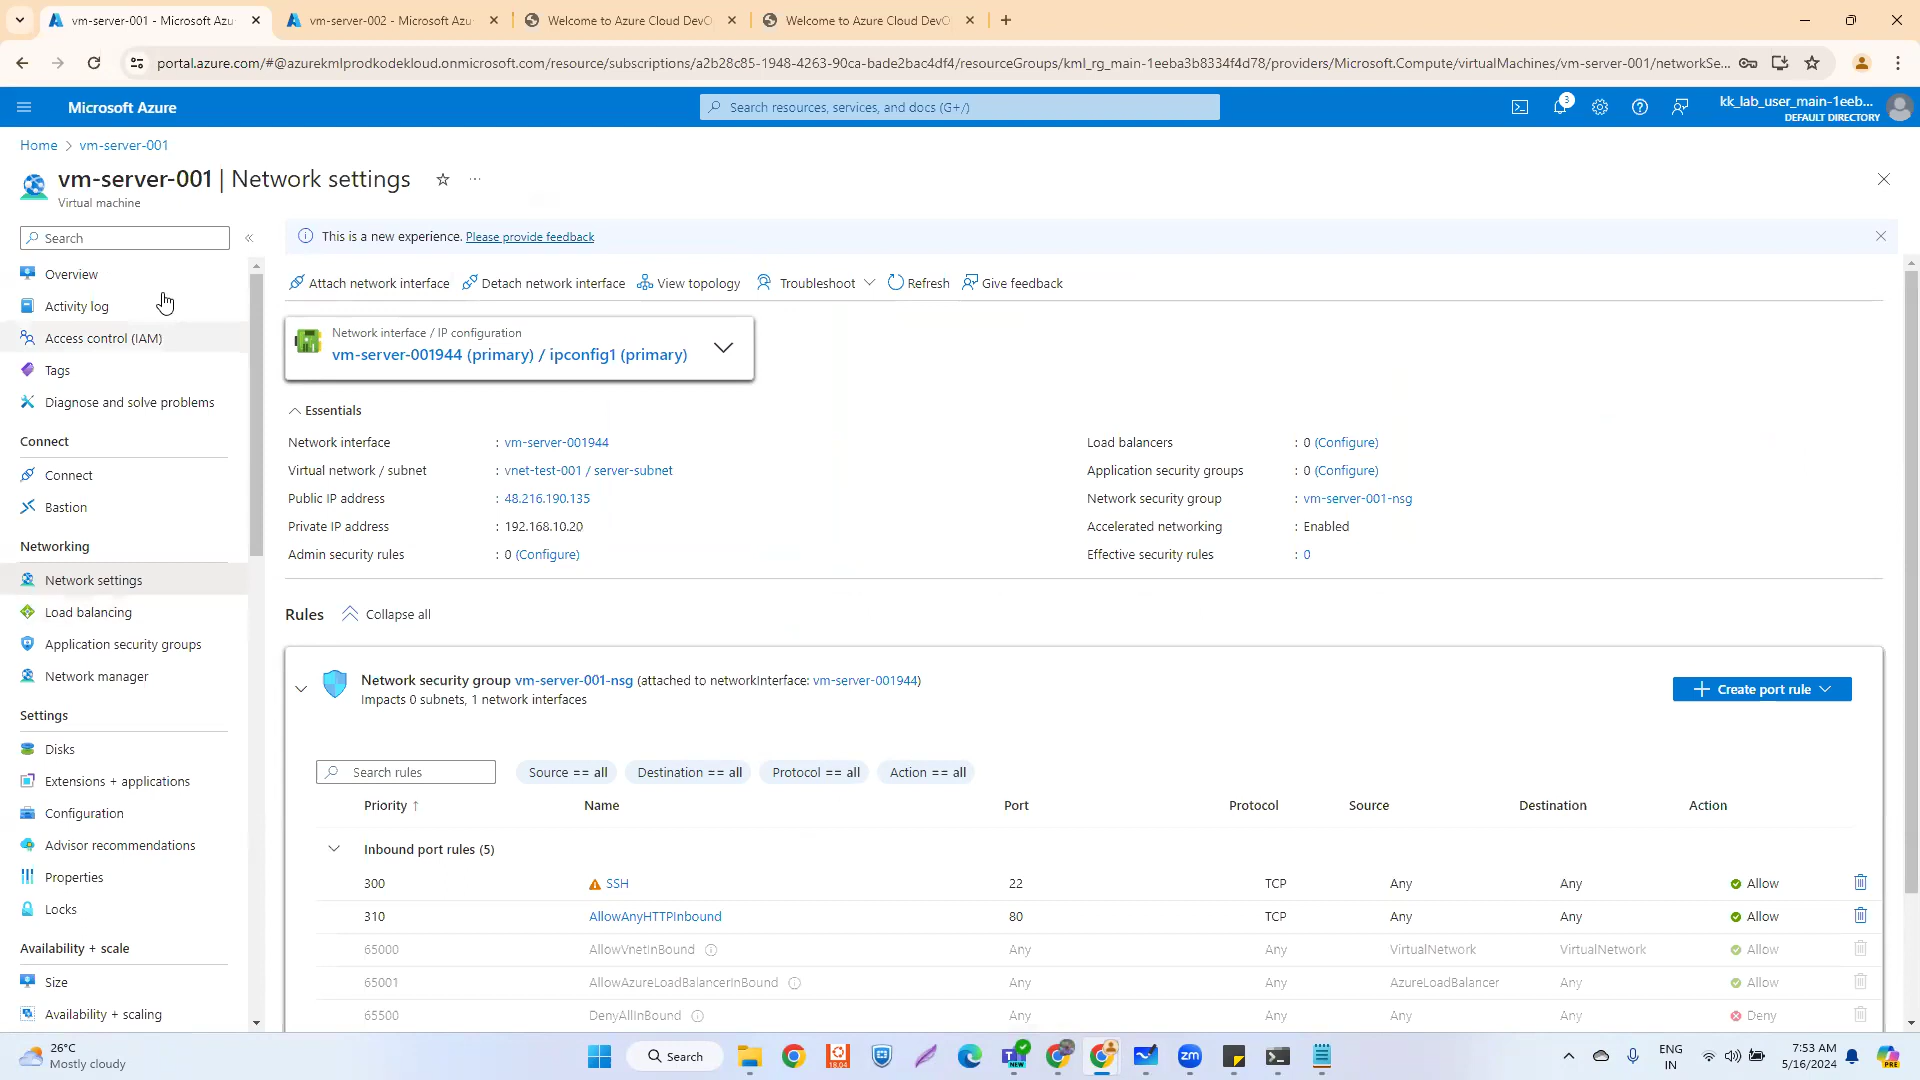 vm-server-001 - Microsoft Azur
vm-server-002 - Microsoft Azur
Welcome to Azure Cloud DevO
Welcome to Azure Cloud DevO
portal.azure.com/#@azurekmlprodkodekloud.onmicrosoft.com/resource/subscriptions/a2b28c85-1948-4263-90ca-bade2bac4df4/resourceGroups/kml_rg_main-1eeba3b8334f4d78/providers/Microsoft.Compute/virtualMachines/vm-server-001/networkSe...
Microsoft Azure
Search resources, services, and docs (G+/)
3
kk_lab_user_main-1eeb...
DEFAULT DIRECTORY
Home > vm-server-001
vm-server-001 | Network settings
Virtual machine
Search
Overview
Activity log
Access control (IAM)
Tags
Diagnose and solve problems
Connect
Connect
Bastion
Networking
Network settings
Load balancing
Application security groups
Network manager
Settings
Disks
Extensions + applications
Configuration
Advisor recommendations
Properties
Locks
Availability + scale
Size
Availability + scaling
This is a new experience. Please provide feedback
Attach network interface Detach network interface View topology Troubleshoot Refresh Give feedback
Network interface / IP configuration
vm-server-001944 (primary) / ipconfig1 (primary)
Essentials
Network interface : vm-server-001944
Virtual network / subnet : vnet-test-001 / server-subnet
Public IP address : 48.216.190.135
Private IP address : 192.168.10.20
Admin security rules : 0 (Configure)
Load balancers : 0 (Configure)
Application security groups : 0 (Configure)
Network security group : vm-server-001-nsg
Accelerated networking : Enabled
Effective security rules : 0
Rules Collapse all
Network security group vm-server-001-nsg (attached to networkInterface: vm-server-001944)
Impacts 0 subnets, 1 network interfaces
Create port rule
Search rules Source == all Destination == all Protocol == all Action == all
Priority ↑ Name Port Protocol Source Destination Action
Inbound port rules (5)
300 SSH 22 TCP Any Any Allow
310 AllowAnyHTTPInbound 80 TCP Any Any Allow
65000 AllowVnetInBound Any Any VirtualNetwork VirtualNetwork Allow
65001 AllowAzureLoadBalancerInBound Any Any AzureLoadBalancer Any Allow
65500 DenyAllInBound Any Any Any Any Deny
26°C
Mostly cloudy
Search
18.04
NEW
zm
ENG
IN
7:53 AM
5/16/2024
PRE